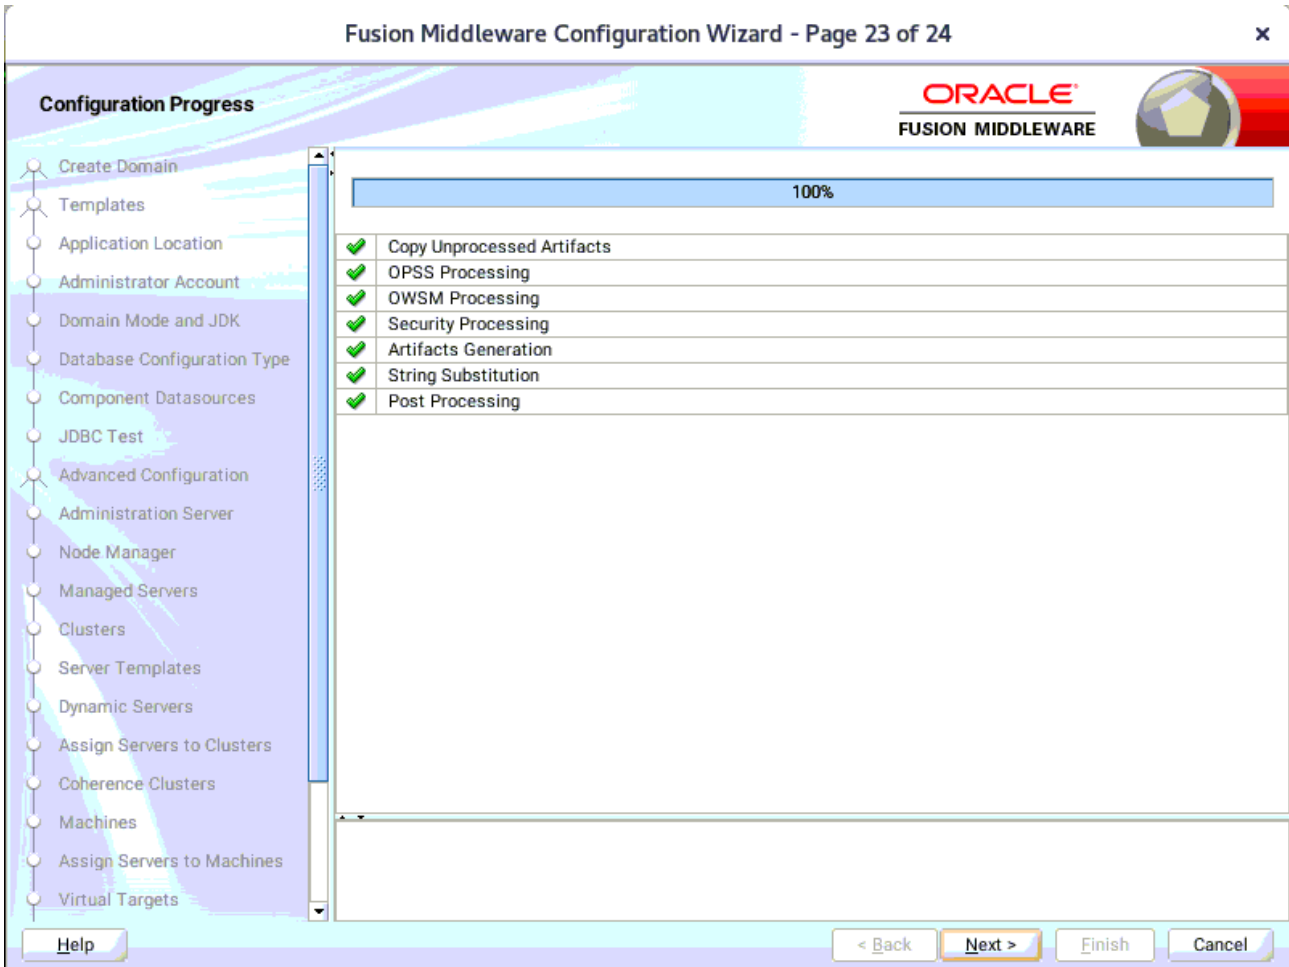 Fusion Middleware Configuration Wizard - Page 23 of 24
Configuration Progress
ORACLE
FUSION MIDDLEWARE
Create Domain
Templates
Application Location
Administrator Account
Domain Mode and JDK
Database Configuration Type
Component Datasources
JDBC Test
Advanced Configuration
Administration Server
Node Manager
Managed Servers
Clusters
Server Templates
Dynamic Servers
Assign Servers to Clusters
Coherence Clusters
Machines
Assign Servers to Machines
Virtual Targets
100%
Copy Unprocessed Artifacts
OPSS Processing
OWSM Processing
Security Processing
Artifacts Generation
String Substitution
Post Processing
Help
< Back
Next >
Finish
Cancel